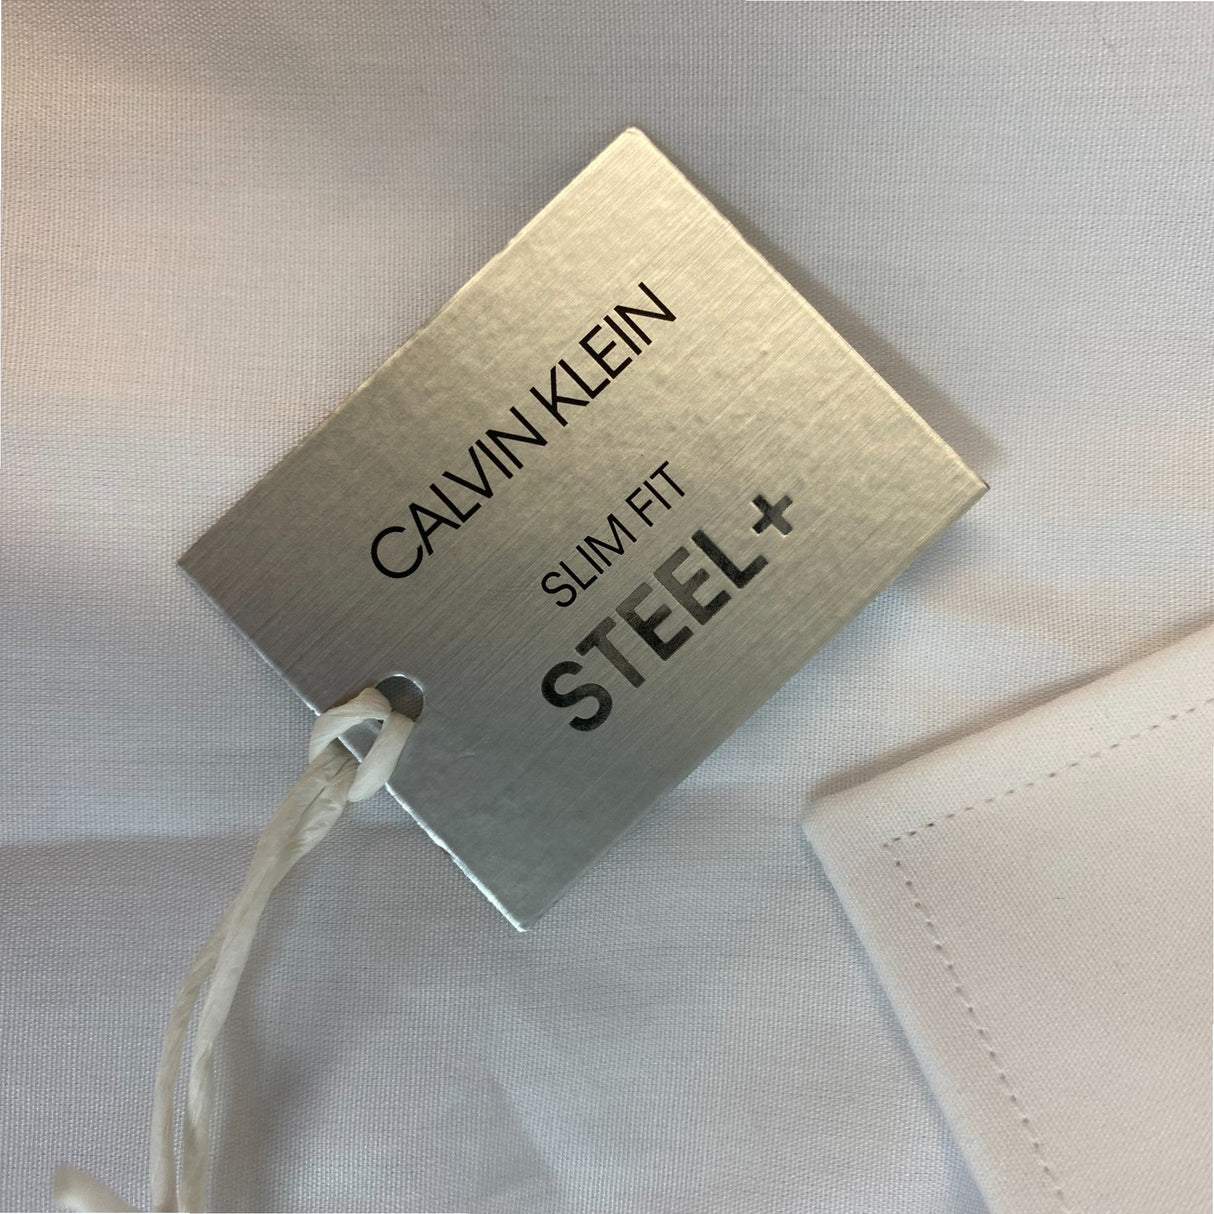 CALVIN KLEIN
SLIM FIT
STEEL+